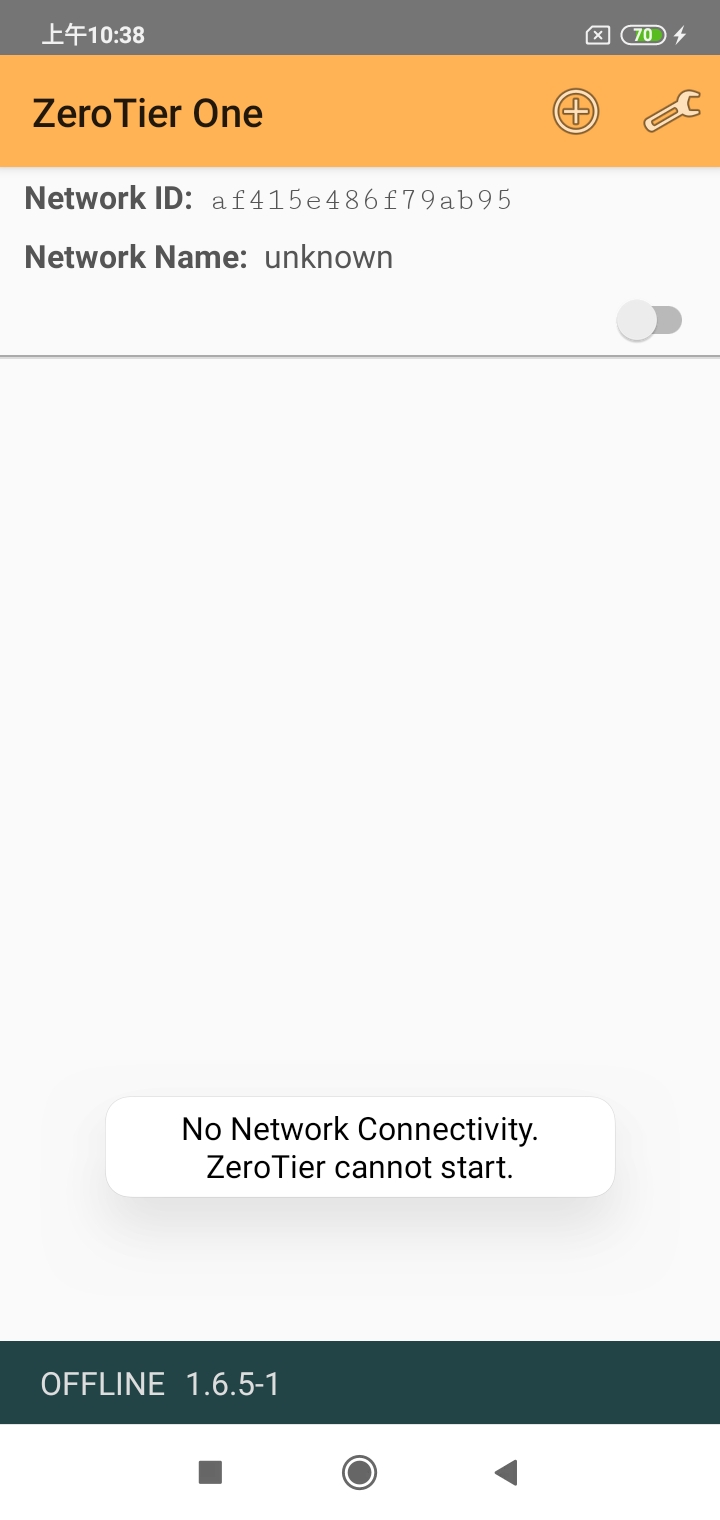 上午10:38
70
ZeroTier One
Network ID: af415e486f79ab95
Network Name: unknown
No Network Connectivity.
ZeroTier cannot start.
OFFLINE 1.6.5-1